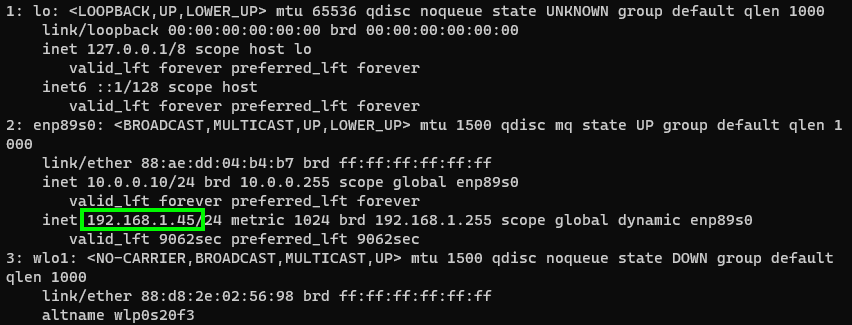 1: lo: <LOOPBACK,UP,LOWER_UP> mtu 65536 qdisc noqueue state UNKNOWN group default qlen 1000
    link/loopback 00:00:00:00:00:00 brd 00:00:00:00:00:00
    inet 127.0.0.1/8 scope host lo
       valid_lft forever preferred_lft forever
    inet6 ::1/128 scope host
       valid_lft forever preferred_lft forever
2: enp89s0: <BROADCAST,MULTICAST,UP,LOWER_UP> mtu 1500 qdisc mq state UP group default qlen 1
000
    link/ether 88:ae:dd:04:b4:b7 brd ff:ff:ff:ff:ff:ff
    inet 10.0.0.10/24 brd 10.0.0.255 scope global enp89s0
       valid_lft forever preferred_lft forever
    inet 192.168.1.45/24 metric 1024 brd 192.168.1.255 scope global dynamic enp89s0
       valid_lft 9062sec preferred_lft 9062sec
3: wlo1: <NO-CARRIER,BROADCAST,MULTICAST,UP> mtu 1500 qdisc noqueue state DOWN group default
qlen 1000
    link/ether 88:d8:2e:02:56:98 brd ff:ff:ff:ff:ff:ff
    altname wlp0s20f3